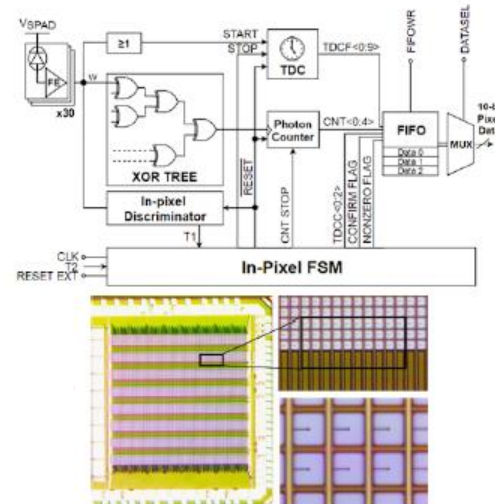 VSPAD
FE
x30
w
≥1
START
STOP
TDC
TDCF<0:9>
FIFOWR
DATASEL
XOR TREE
Photon
Counter
CNT<0:4>
FIFO
Data 0
Data 1
Data 2
MUX
Pixel
Data
In-pixel
Discriminator
T1
RESET
CNT STOP
TDCC<0:2>
CONFIRM FLAG
NONZERO FLAG
CLK
T2
RESET EXT
In-Pixel FSM